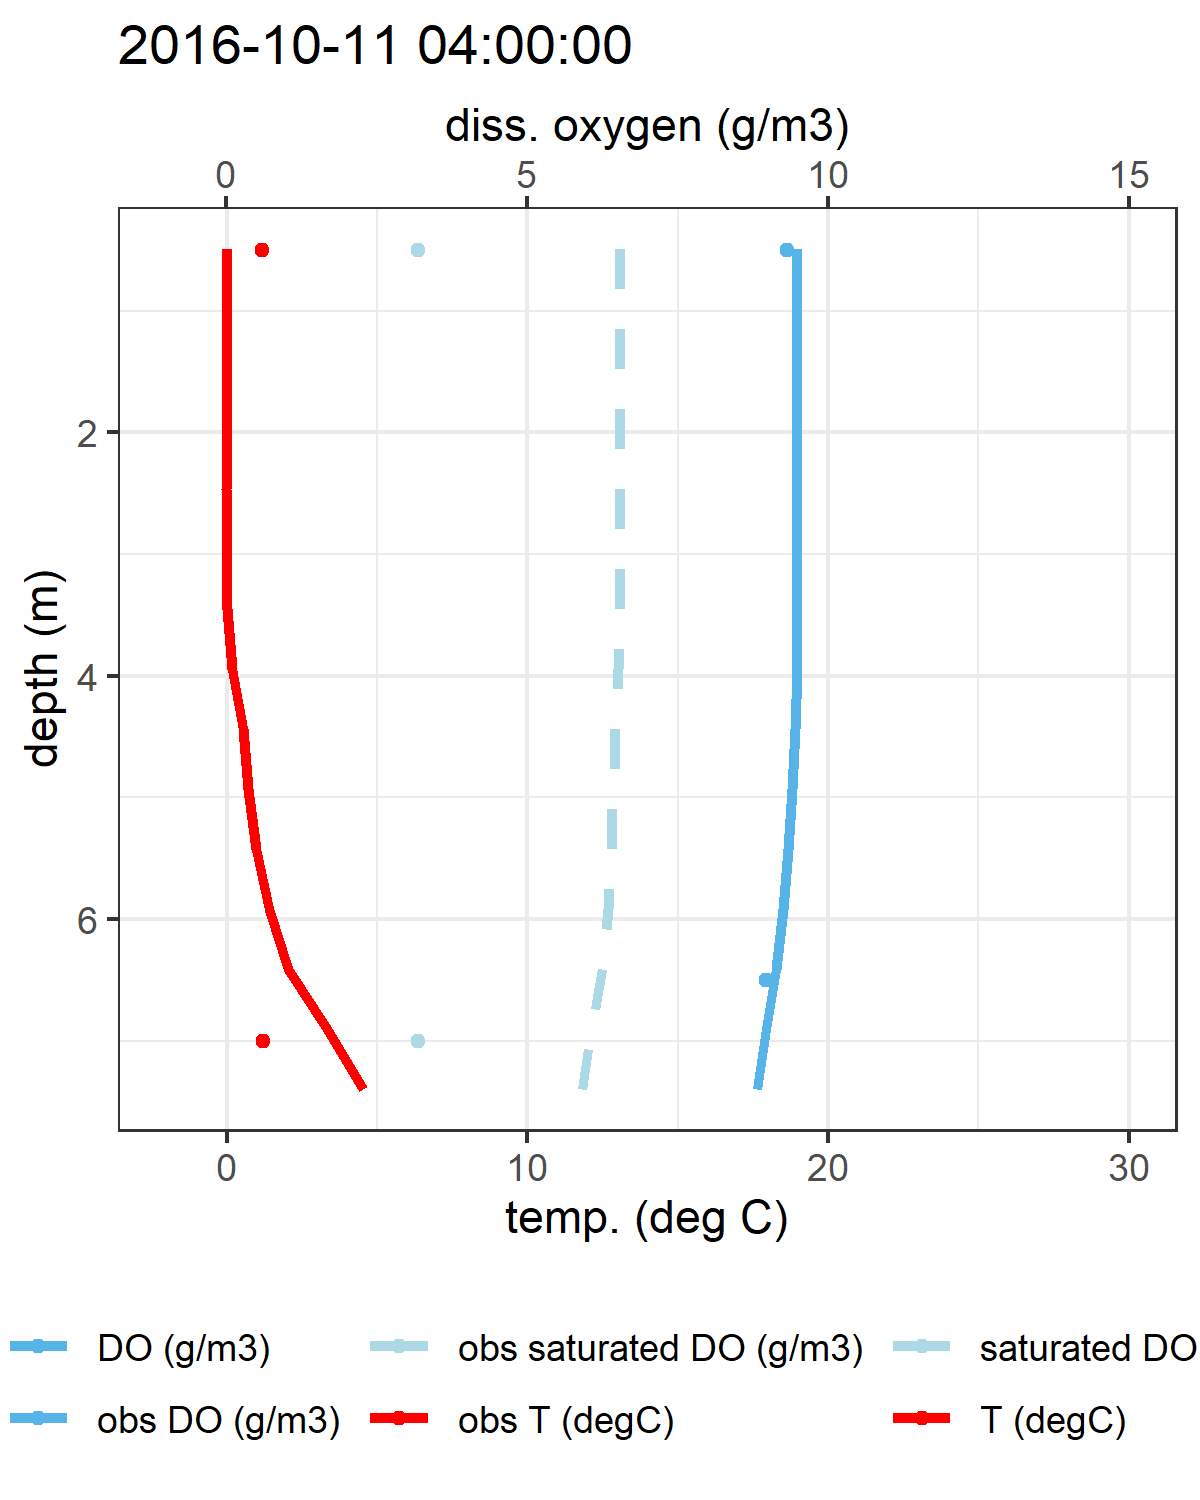 2016-10-11 04:00:00
diss. oxygen (g/m3)
0 5 10 15
2
4
6
depth (m)
0 10 20 30
temp. (deg C)
DO (g/m3) obs saturated DO (g/m3) saturated DO
obs DO (g/m3) obs T (degC) T (degC)